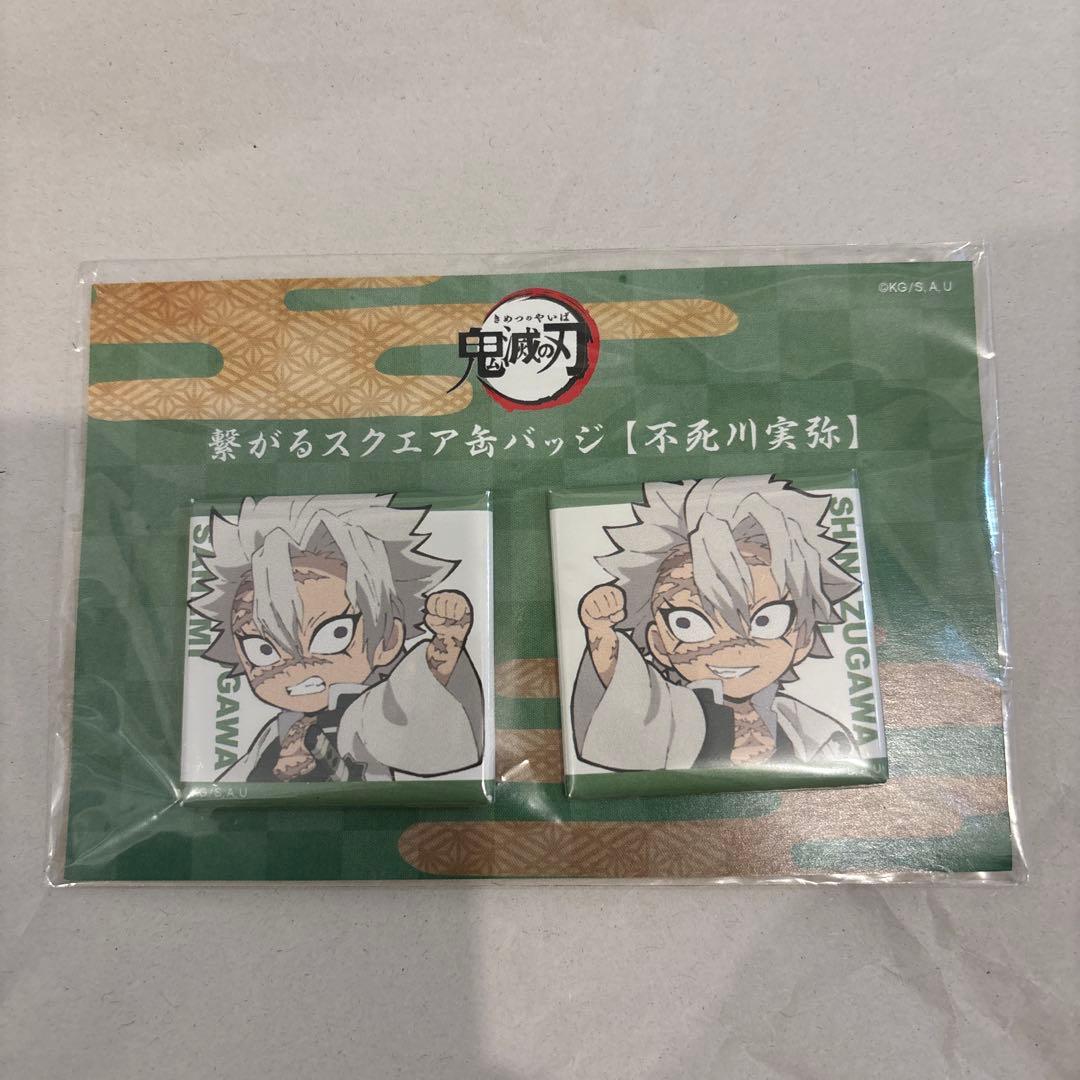 ©KG/S,A,U
きめつのやいば
鬼滅の刃
繋がるスクエア缶バッジ【不死川実弥】
SHINAZUGAWA
KG/S,A,U